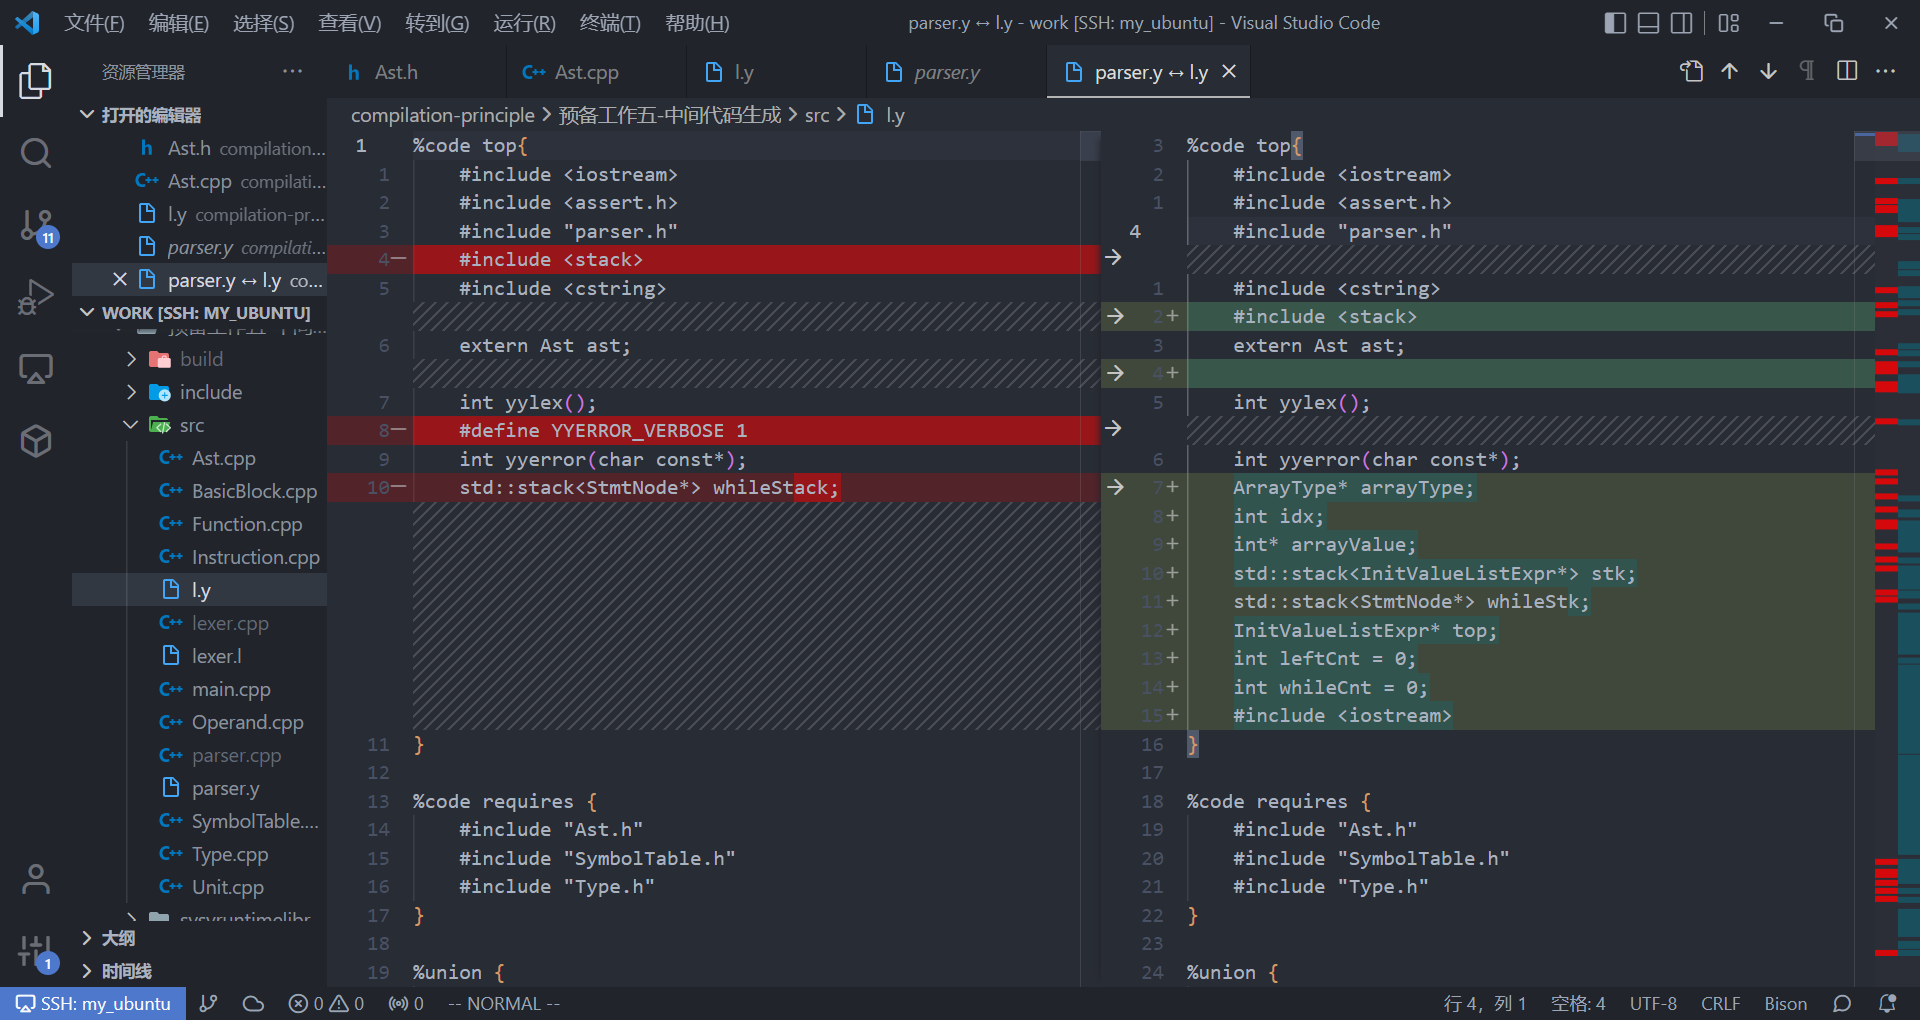 文件(F) 编辑(E) 选择(S) 查看(V) 转到(G) 运行(R) 终端(T) 帮助(H) parser.y ↔ l.y - work [SSH: my_ubuntu] - Visual Studio Code
资源管理器 ···
Ast.h Ast.cpp l.y parser.y parser.y ↔ l.y
打开的编辑器
Ast.h compilation...
Ast.cpp compilati...
l.y compilation-pr...
parser.y compilati...
parser.y ↔ l.y co...
WORK [SSH: MY_UBUNTU]
build
include
src
Ast.cpp
BasicBlock.cpp
Function.cpp
Instruction.cpp
l.y
lexer.cpp
lexer.l
main.cpp
Operand.cpp
parser.cpp
parser.y
SymbolTable....
Type.cpp
Unit.cpp
sysyruntimelibr
大纲
时间线
11
1
compilation-principle > 预备工作五-中间代码生成 > src > l.y
1 %code top{
1 #include <iostream>
2 #include <assert.h>
3 #include "parser.h"
4— #include <stack>
5 #include <cstring>
6 extern Ast ast;
7 int yylex();
8— #define YYERROR_VERBOSE 1
9 int yyerror(char const*);
10— std::stack<StmtNode*> whileStack;
11 }
12
13 %code requires {
14 #include "Ast.h"
15 #include "SymbolTable.h"
16 #include "Type.h"
17 }
18
19 %union {
3 %code top{
2 #include <iostream>
1 #include <assert.h>
4 #include "parser.h"
1 #include <cstring>
2+ #include <stack>
3 extern Ast ast;
4+
5 int yylex();
6 int yyerror(char const*);
7+ ArrayType* arrayType;
8+ int idx;
9+ int* arrayValue;
10+ std::stack<InitValueListExpr*> stk;
11+ std::stack<StmtNode*> whileStk;
12+ InitValueListExpr* top;
13+ int leftCnt = 0;
14+ int whileCnt = 0;
15+ #include <iostream>
16 }
17
18 %code requires {
19 #include "Ast.h"
20 #include "SymbolTable.h"
21 #include "Type.h"
22 }
23
24 %union {
SSH: my_ubuntu 0 0 0 -- NORMAL -- 行 4，列 1 空格: 4 UTF-8 CRLF Bison